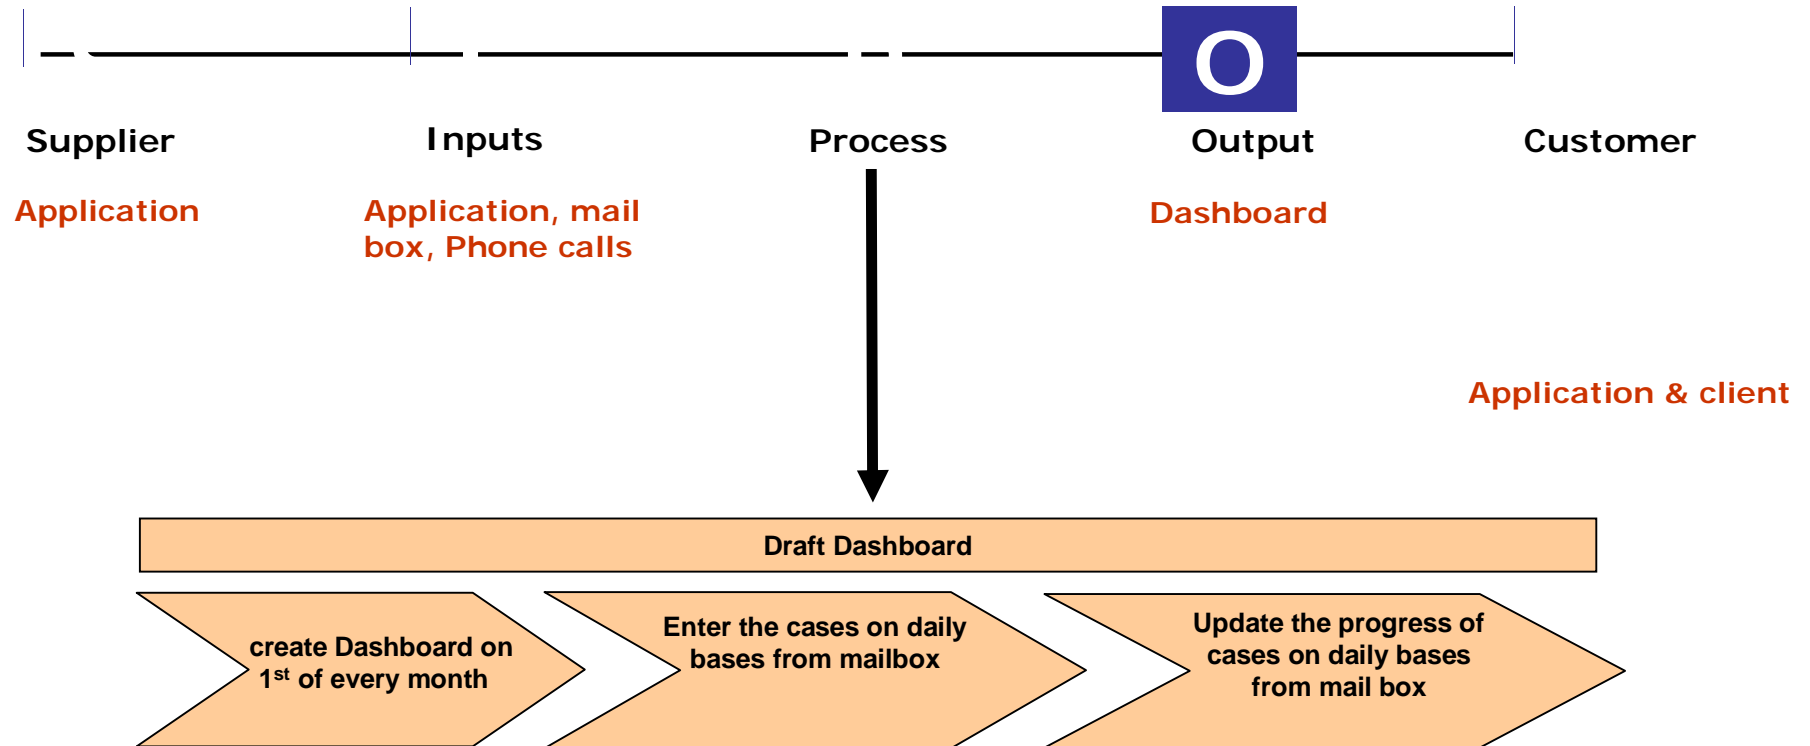 O
Supplier
Inputs
Process
Output
Customer
Application
Application, mail
box, Phone calls
Dashboard
Application & client
Draft Dashboard
create Dashboard on
1st of every month
Enter the cases on daily
bases from mailbox
Update the progress of
cases on daily bases
from mail box